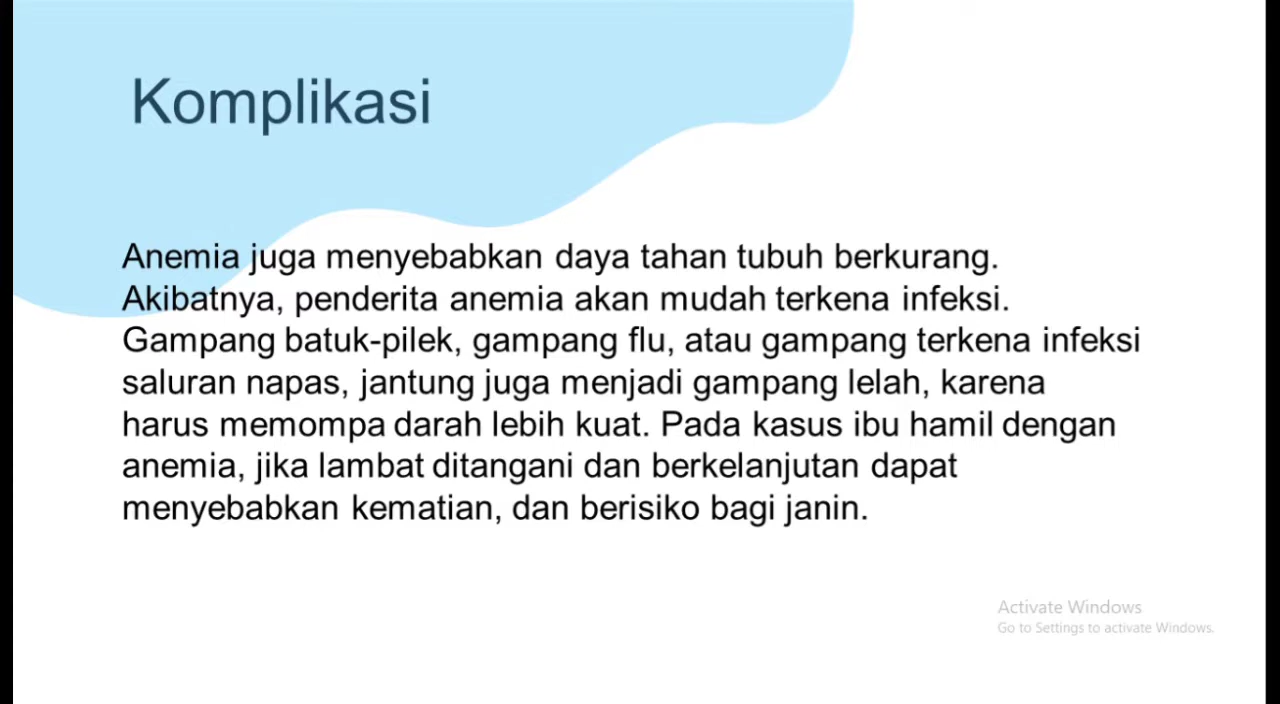 Komplikasi
Anemia juga menyebabkan daya tahan tubuh berkurang.
Akibatnya, penderita anemia akan mudah terkena infeksi.
Gampang batuk-pilek, gampang flu, atau gampang terkena infeksi
saluran napas, jantung juga menjadi gampang lelah, karena
harus memompa darah lebih kuat. Pada kasus ibu hamil dengan
anemia, jika lambat ditangani dan berkelanjutan dapat
menyebabkan kematian, dan berisiko bagi janin.
Activate Windows
Go to Settings to activate Windows.